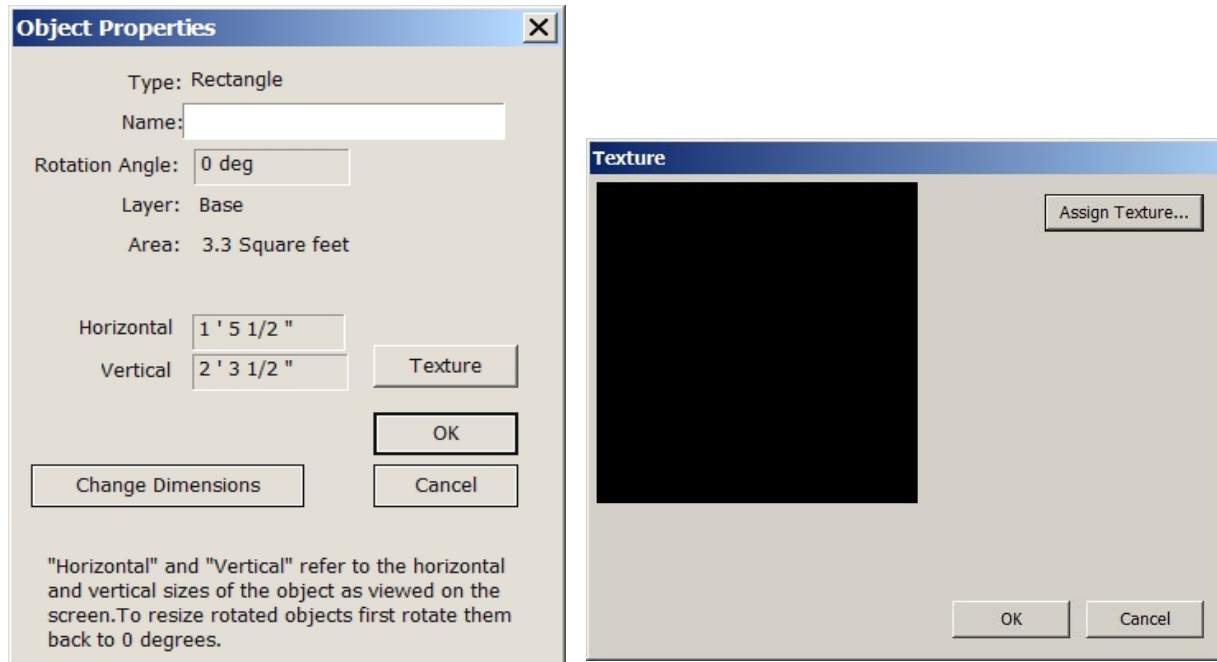 Object Properties
Type: Rectangle
Name:
Rotation Angle: 0 deg
Layer: Base
Area: 3.3 Square feet
Horizontal 1 ' 5 1/2 "
Vertical 2 ' 3 1/2 "
Texture
OK
Change Dimensions
Cancel
"Horizontal" and "Vertical" refer to the horizontal
and vertical sizes of the object as viewed on the
screen.To resize rotated objects first rotate them
back to 0 degrees.
Texture
Assign Texture...
OK
Cancel